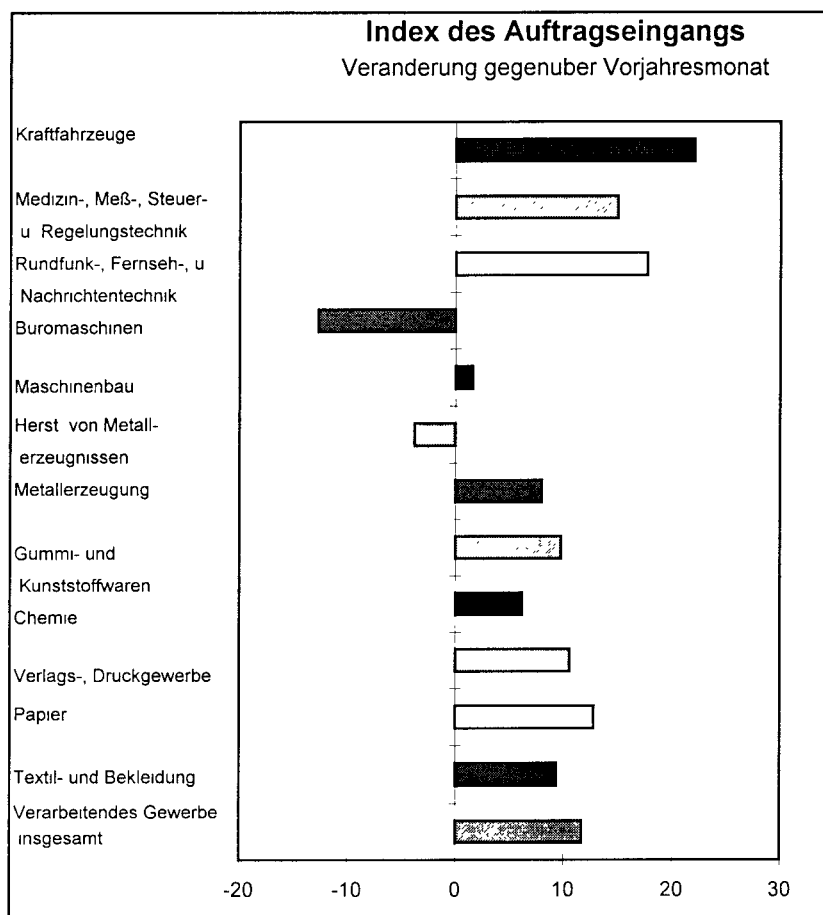 Index des Auftragseingangs
Veranderung gegenuber Vorjahresmonat
Kraftfahrzeuge
Medizin-, Meß-, Steuer-
u Regelungstechnik
Rundfunk-, Fernseh-, u
Nachrichtentechnik
Buromaschinen
Maschinenbau
Herst von Metall-
erzeugnissen
Metallerzeugung
Gummi- und
Kunststoffwaren
Chemie
Verlags-, Druckgewerbe
Papier
Textil- und Bekleidung
Verarbeitendes Gewerbe
insgesamt
-20 -10 0 10 20 30